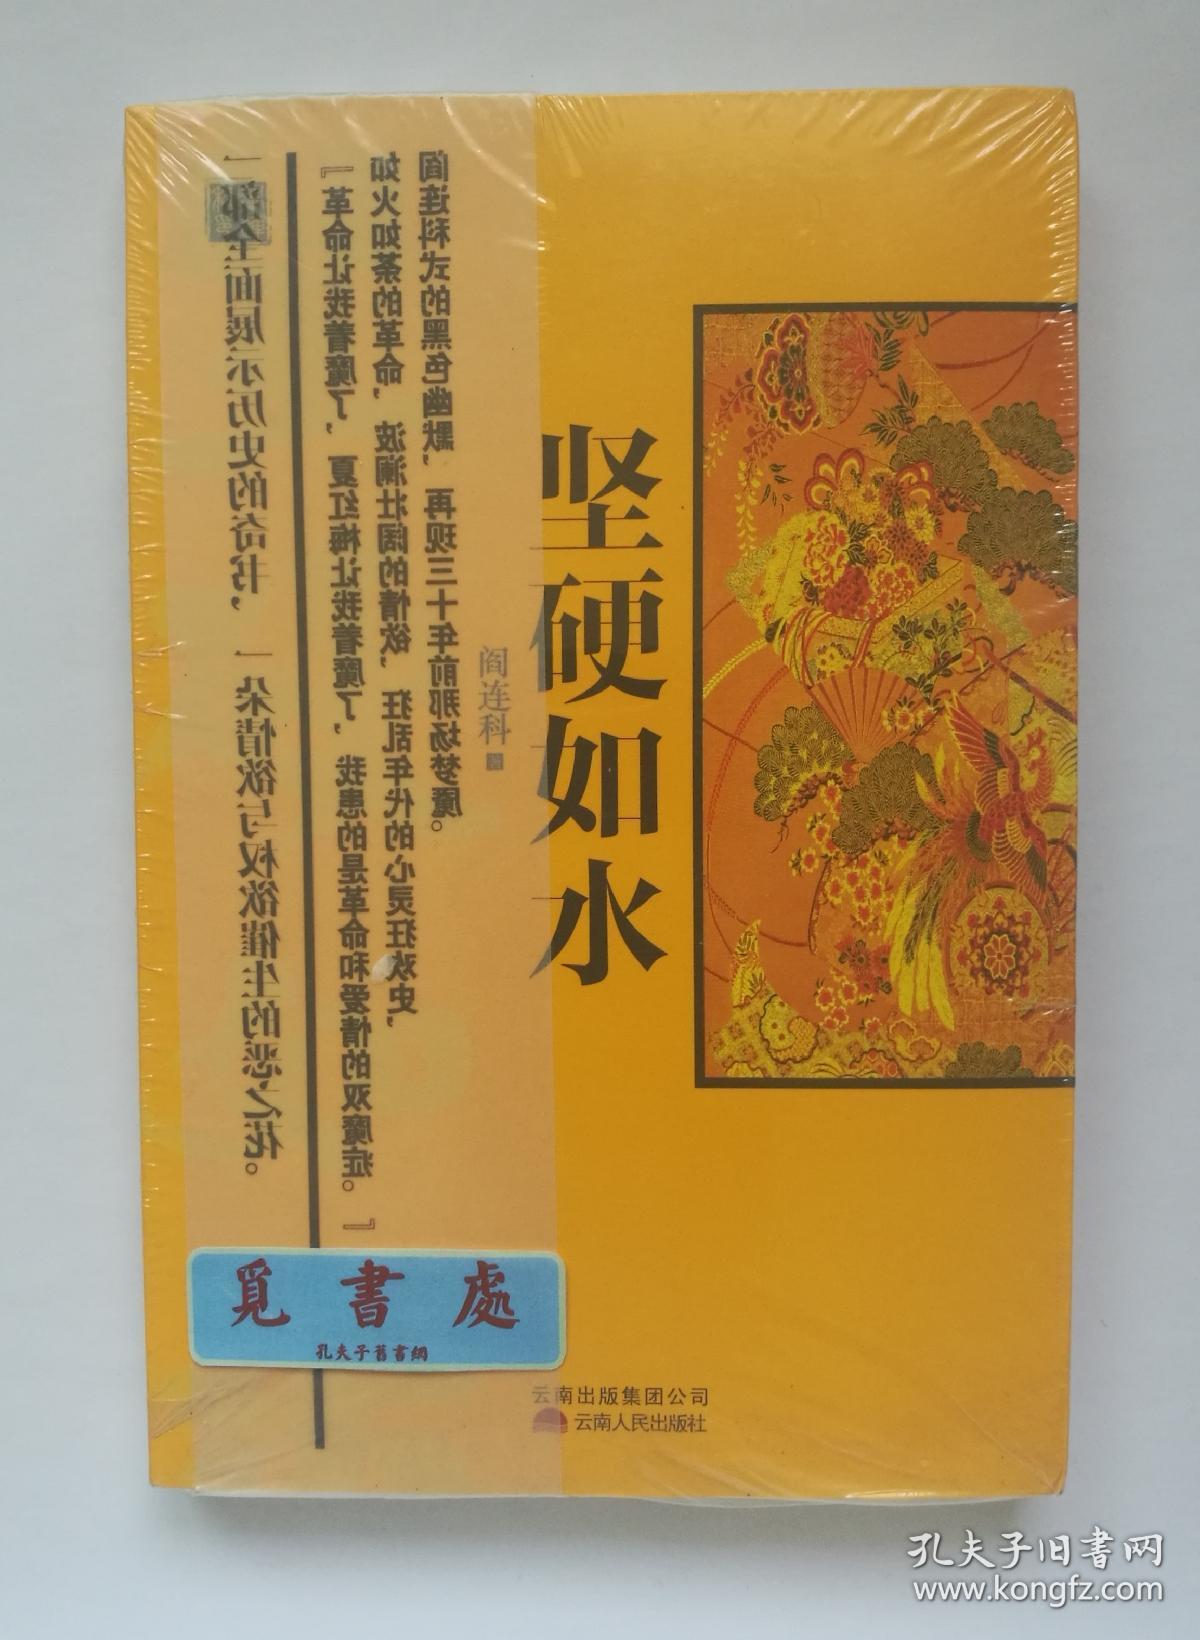 一部全面展示历史的奇书，一朵情欲与权欲催生的恶之花。
『革命让我着魔了，夏红梅让我着魔了，我患的是革命和爱情的双魔症。』
如火如荼的革命，波澜壮阔的情欲，狂乱年代的心灵狂欢史，
阎连科式的黑色幽默，再现三十年前那场梦魇。
阎连科
坚硬如水
覓書處
孔夫子舊書網
云南出版集团公司
云南人民出版社
孔夫子旧书网
www.kongfz.com